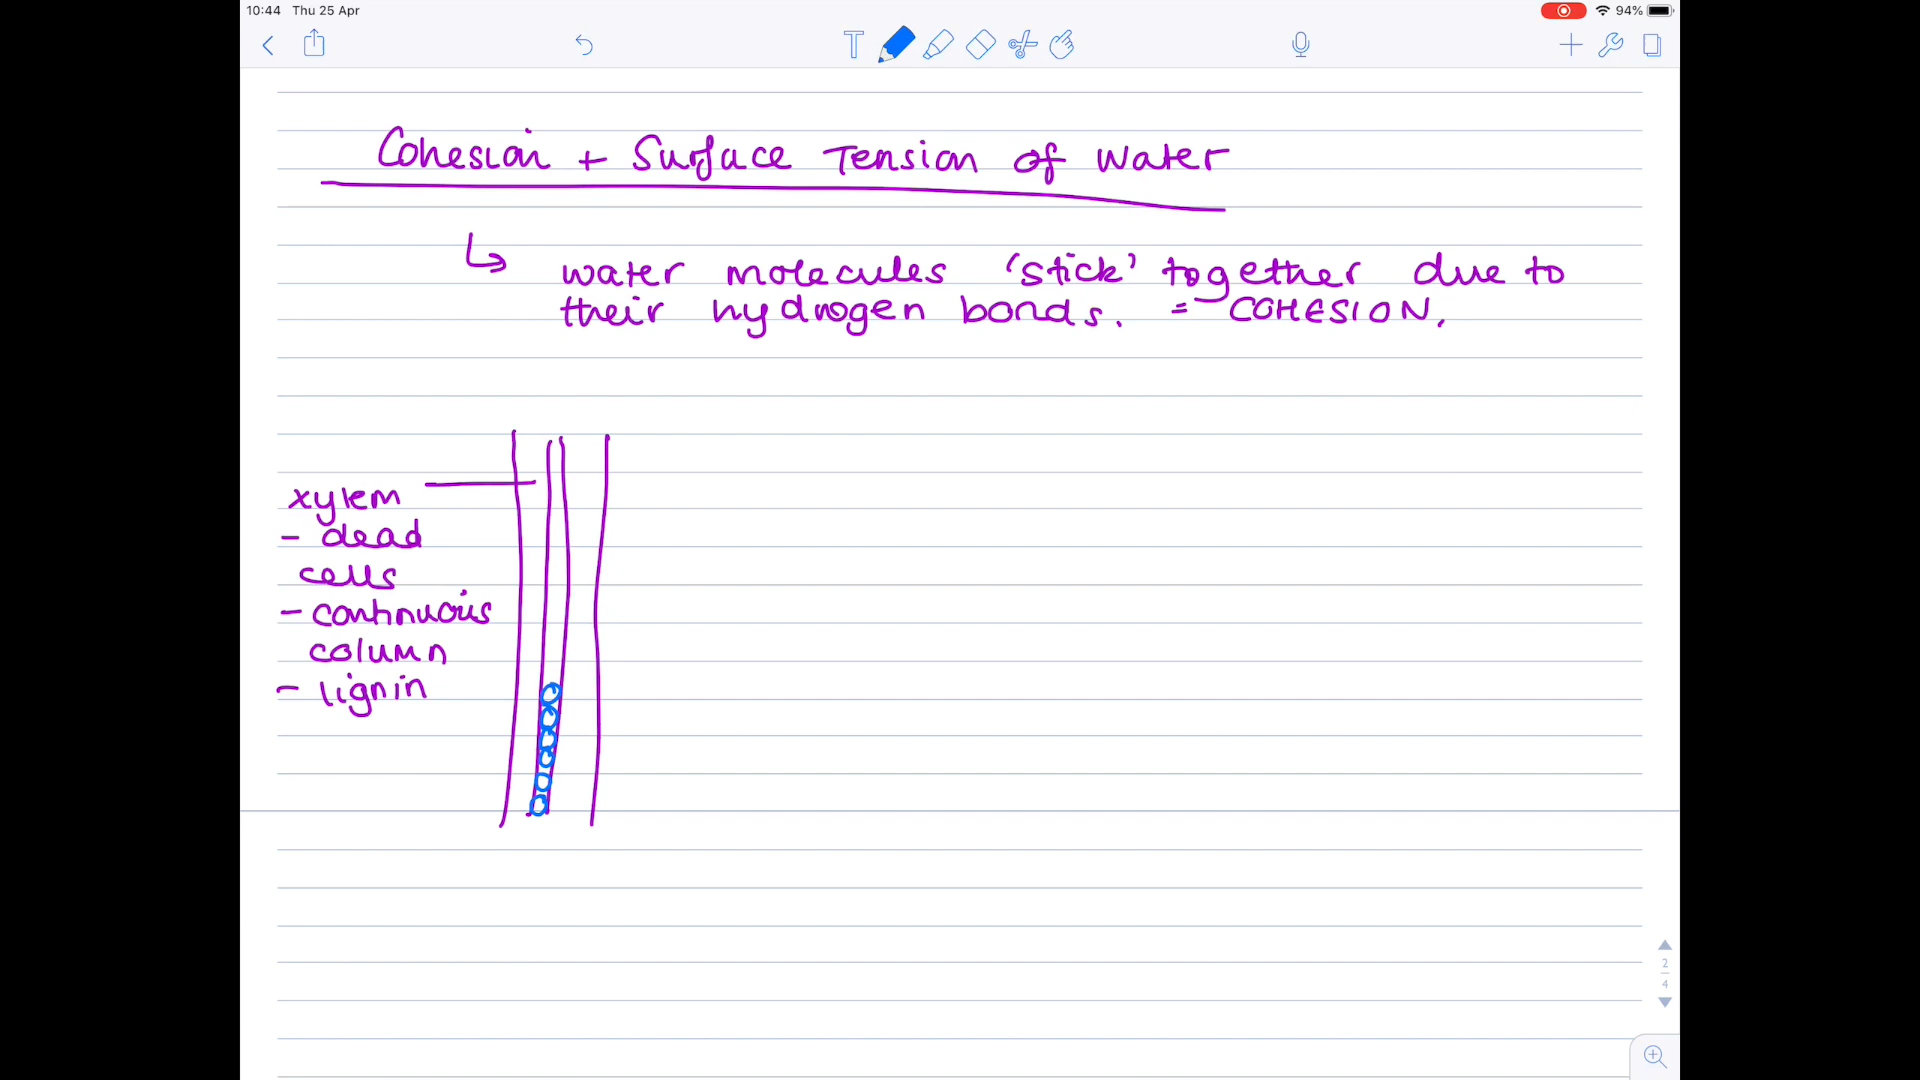 10:44 Thu 25 Apr
94%
T
Cohesion + Surface Tension of water
water molecules 'stick' together due to
their hydrogen bonds. = COHESION.
xylem
- dead
cells
- continuous
column
- lignin
2
4